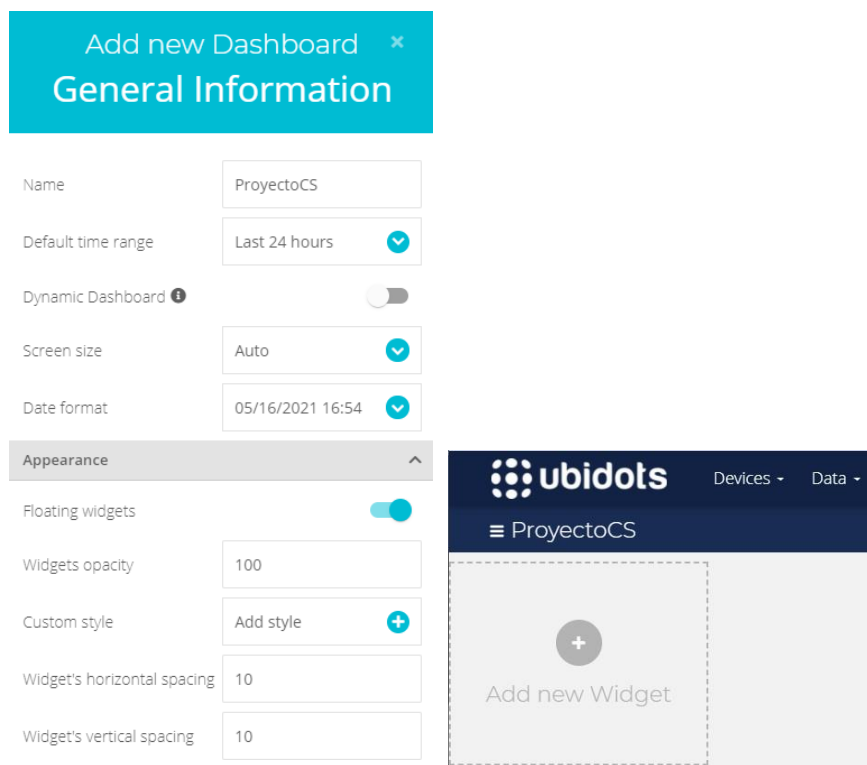 Add new Dashboard ×
General Information
Name ProyectoCS
Default time range Last 24 hours
Dynamic Dashboard i
Screen size Auto
Date format 05/16/2021 16:54
Appearance
Floating widgets
Widgets opacity 100
Custom style Add style +
Widget's horizontal spacing 10
Widget's vertical spacing 10
ubidots Devices Data
≡ ProyectoCS
+
Add new Widget